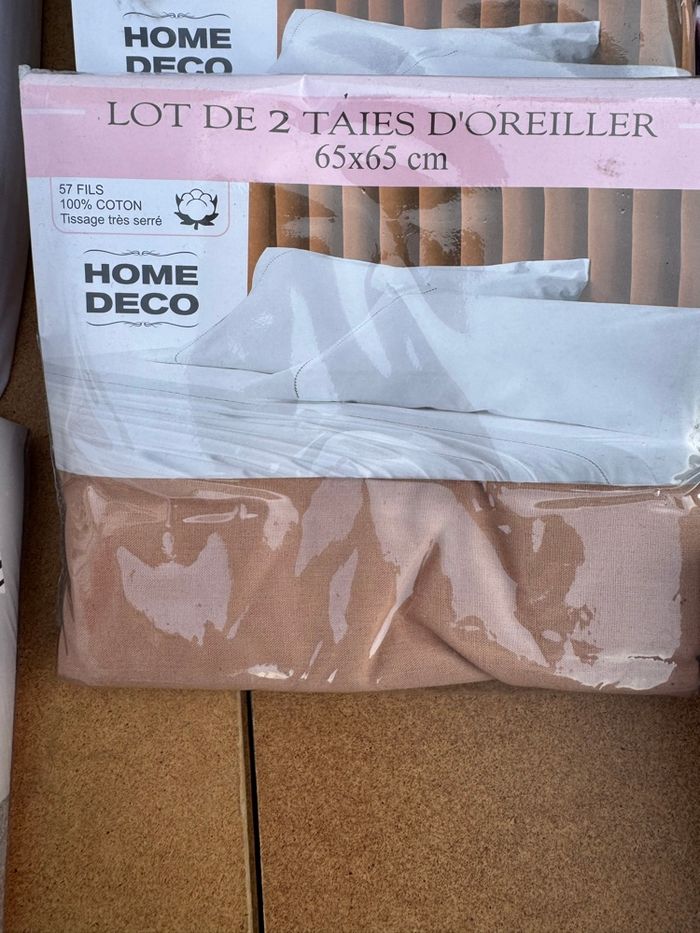 HOME
DECO
LOT DE 2 TAIES D'OREILLER
65x65 cm
57 FILS
100% COTON
Tissage très serré
HOME
DECO